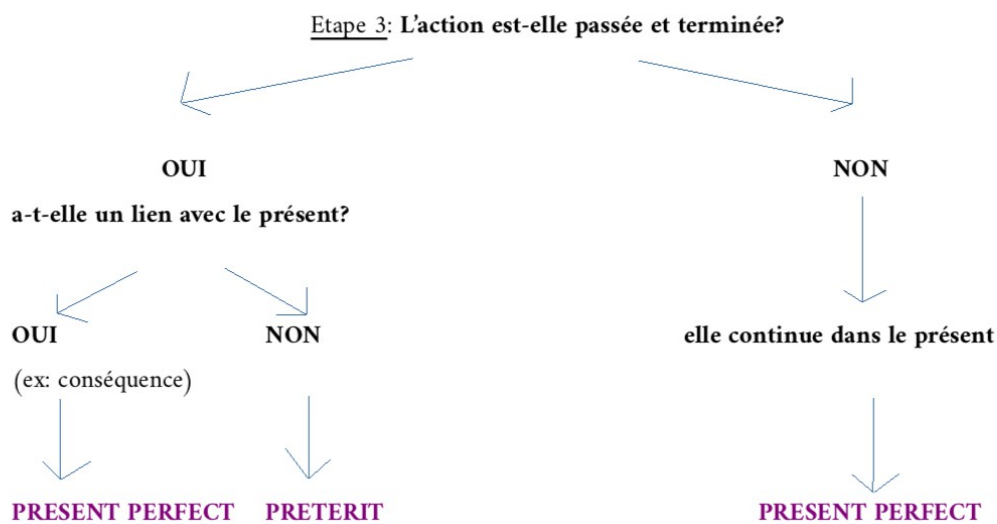 Etape 3: L'action est-elle passée et terminée?
OUI
NON
a-t-elle un lien avec le présent?
OUI
NON
elle continue dans le présent
(ex: conséquence)
PRESENT PERFECT
PRETERIT
PRESENT PERFECT